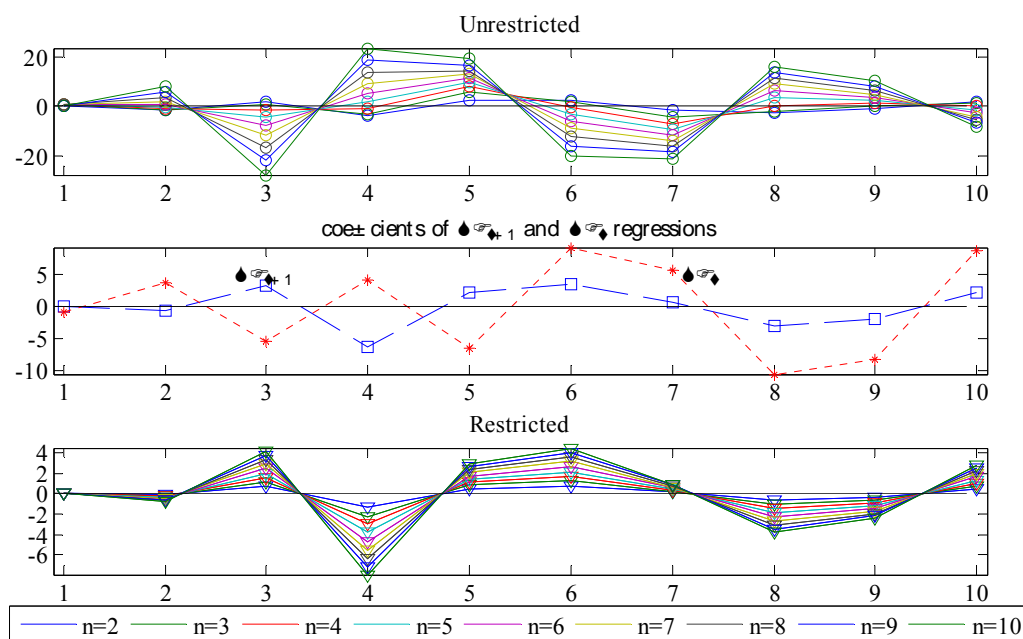 Unrestricted
20
0
-20
1 2 3 4 5 6 7 8 9 10
coe± cients of 💧☞♦+ 1 and 💧☞♦ regressions
5
0
-5
-10
💧☞♦+ 1
💧☞♦
1 2 3 4 5 6 7 8 9 10
Restricted
4
2
0
-2
-4
-6
1 2 3 4 5 6 7 8 9 10
n=2 n=3 n=4 n=5 n=6 n=7 n=8 n=9 n=10